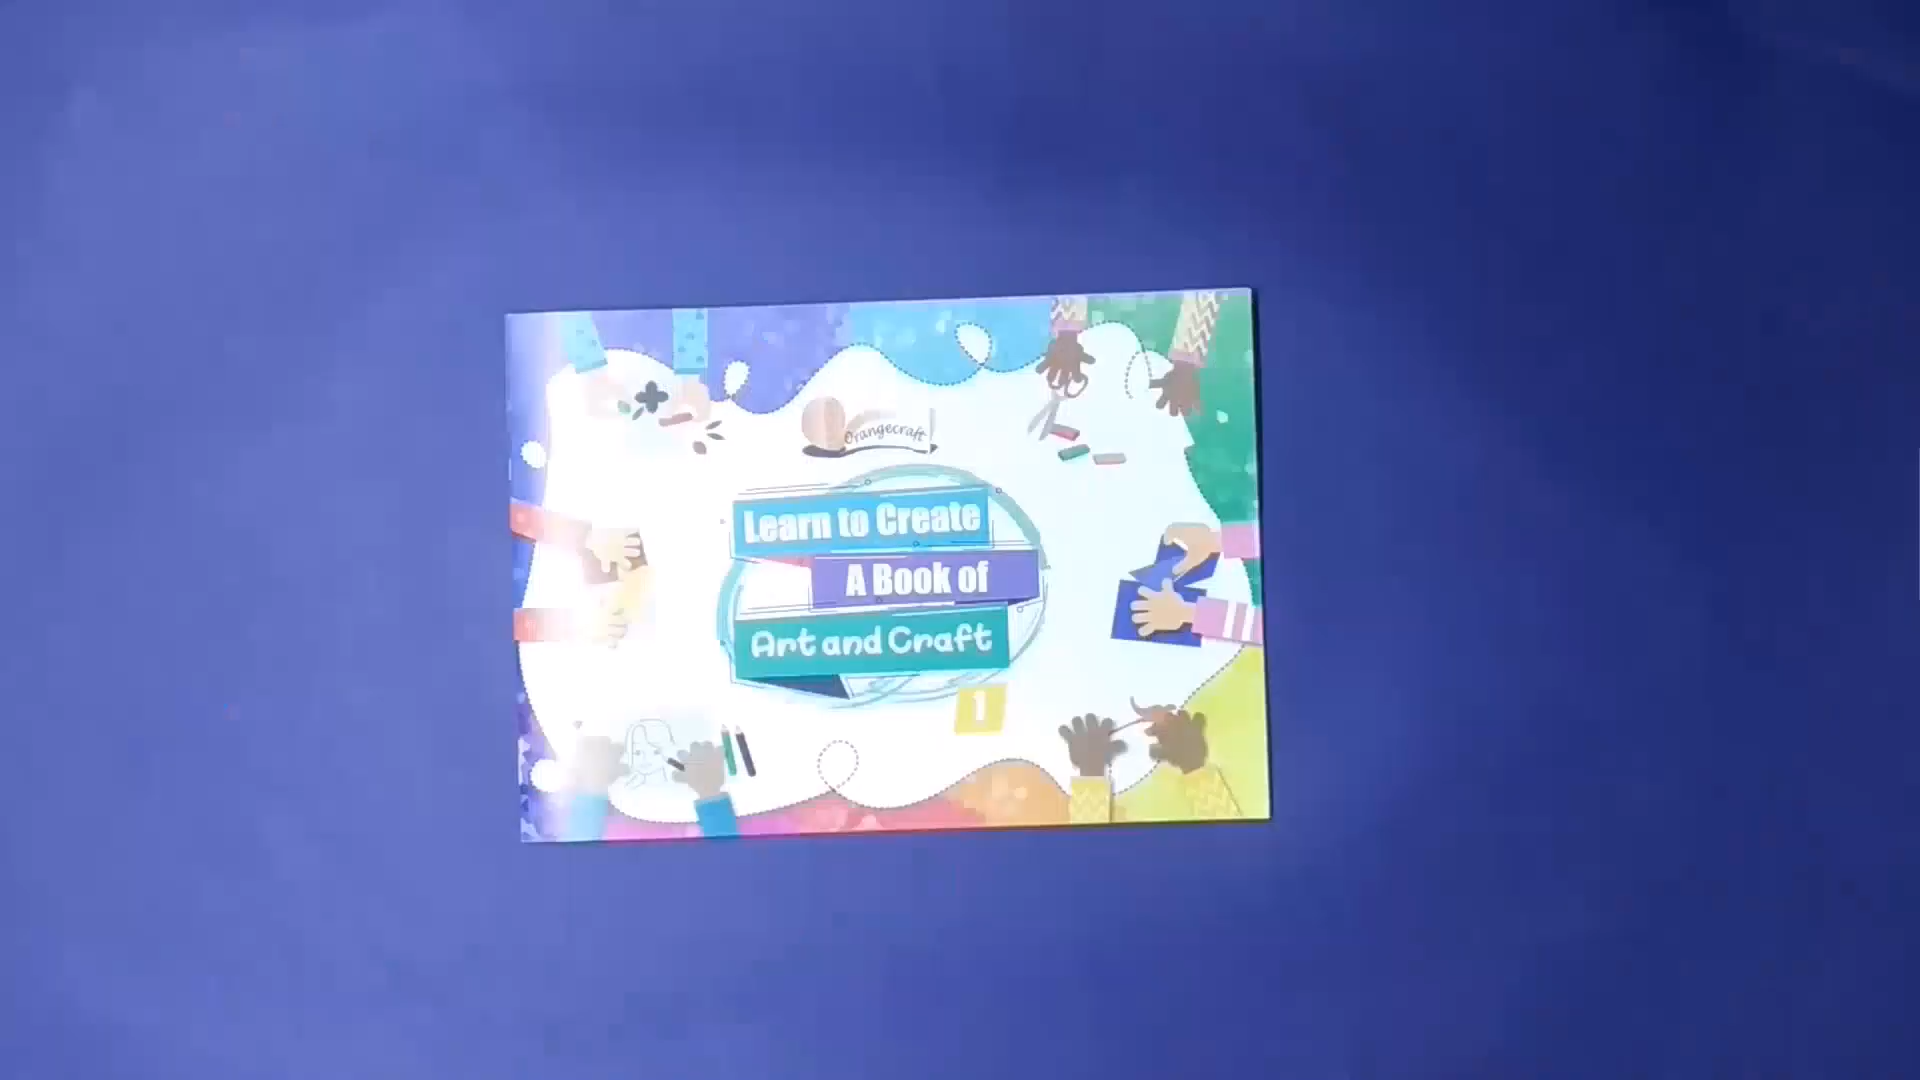 Orangecraft
Learn to Create
A Book of
Art and Craft
1